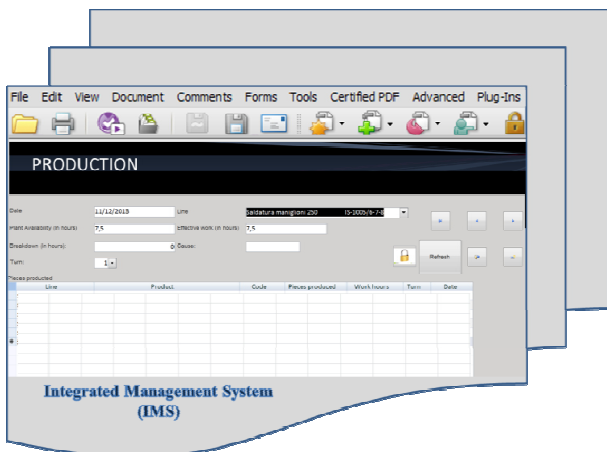 File Edit View Document Comments Forms Tools Certified PDF Advanced Plug-Ins
PRODUCTION
Date 11/12/2013 Line Saldatura maniglioni 250 IS-1005/6-7-8
Plant Availability (in hours) 7,5 Effective work (in hours) 7,5
Breakdown (in hours): 0 Cause:
Turn: 1 Refresh
Pieces producted
Line Product Code Pieces produced Work hours Turn Date
Integrated Management System
(IMS)